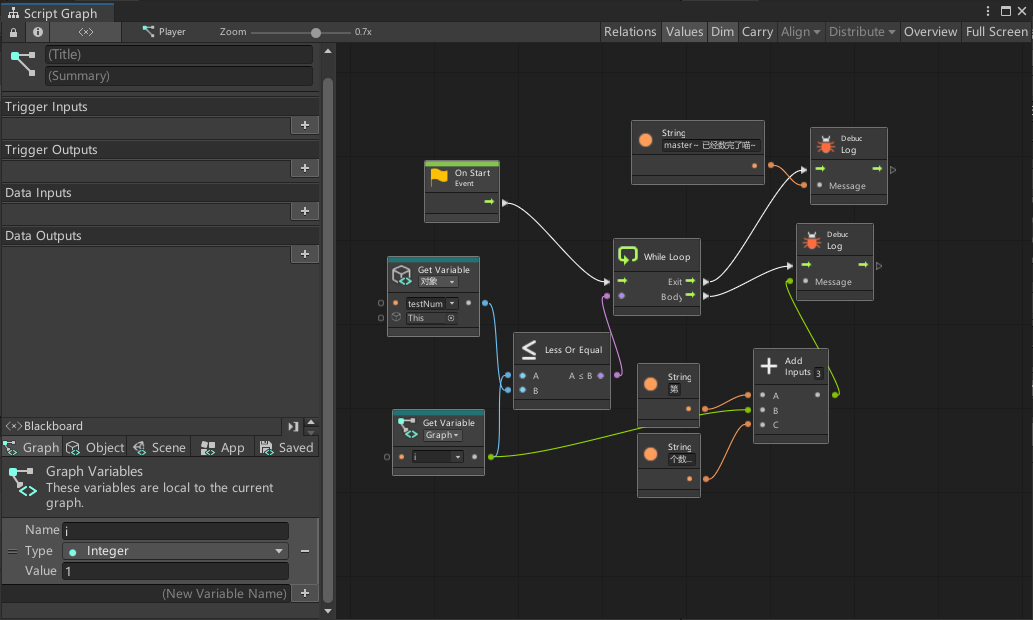 Script Graph
<×> Player Zoom 0.7x Relations Values Dim Carry Align Distribute Overview Full Screen
(Title)
(Summary)
Trigger Inputs
Trigger Outputs
Data Inputs
Data Outputs
<×> Blackboard
Graph Object Scene App Saved
Graph Variables
These variables are local to the current
graph.
Name i
Type Integer
Value 1
(New Variable Name)
On Start
Event
Get Variable
对象
testNum
This
Get Variable
Graph
i
Less Or Equal
A A ≤ B
B
String
master~ 已经数完了喵~
While Loop
Exit
Body
Debug
Log
Message
Debug
Log
Message
String
第
String
个数...
Add
Inputs 3
A
B
C